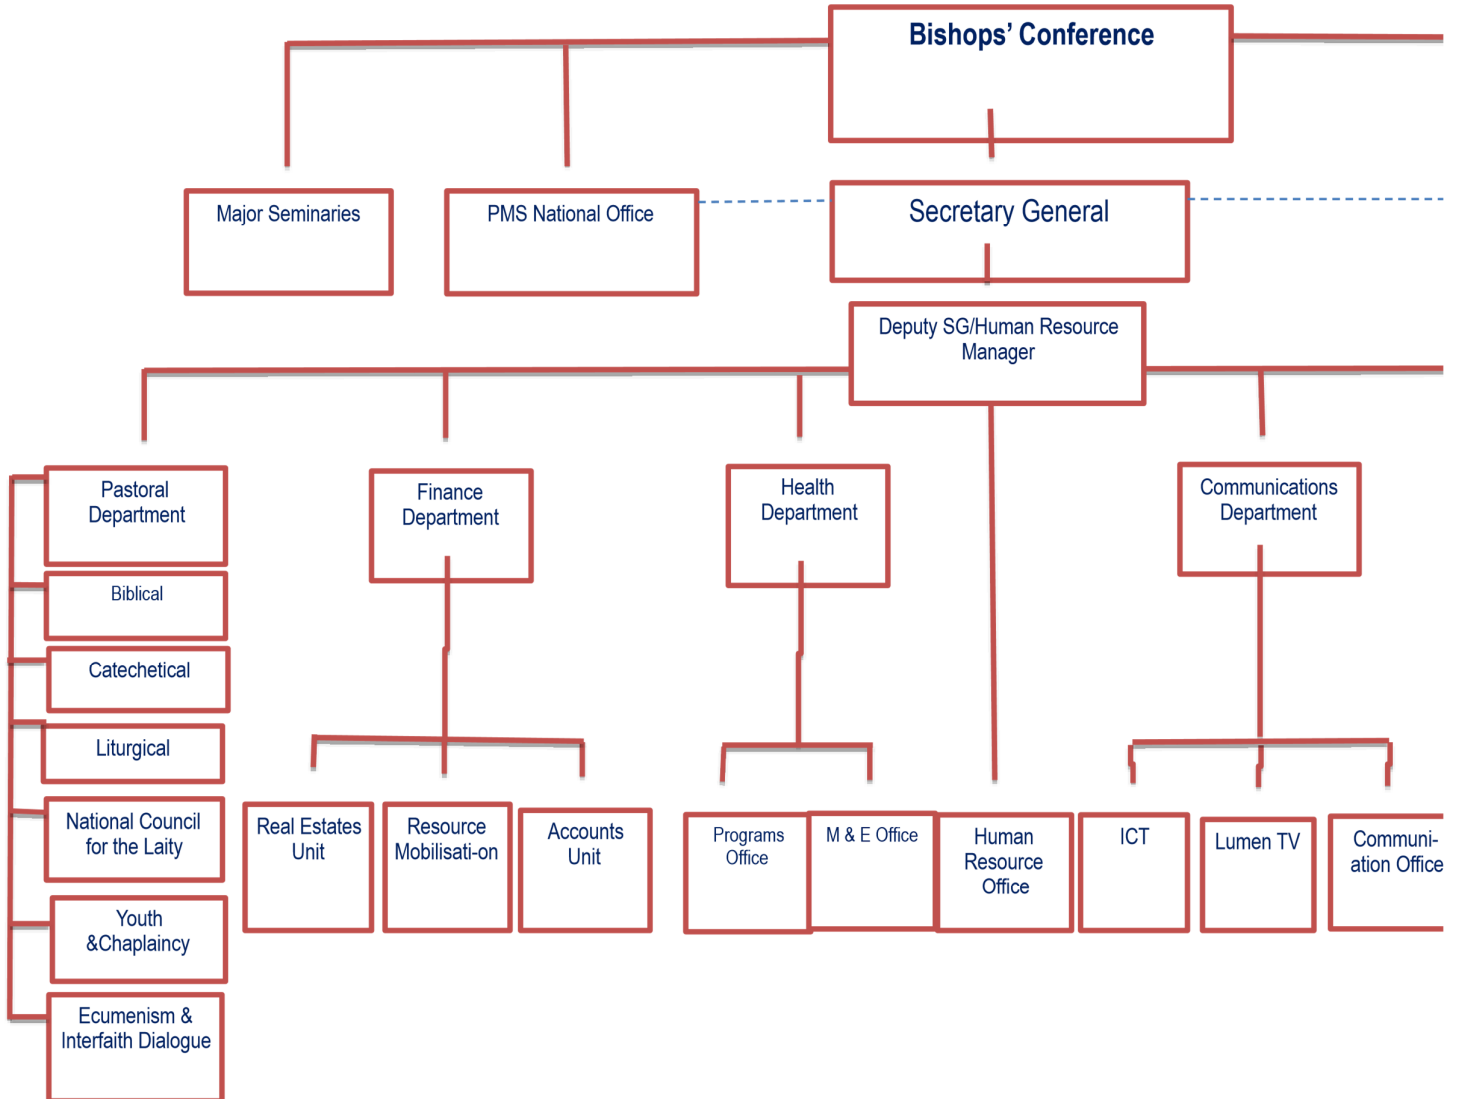 Bishops’ Conference
Major Seminaries
PMS National Office
Secretary General
Deputy SG/Human Resource
Manager
Pastoral
Department
Finance
Department
Health
Department
Communications
Department
Biblical
Catechetical
Liturgical
National Council
for the Laity
Youth
&Chaplaincy
Ecumenism &
Interfaith Dialogue
Real Estates
Unit
Resource
Mobilisati-on
Accounts
Unit
Programs
Office
M & E Office
Human
Resource
Office
ICT
Lumen TV
Communi-
ation Office